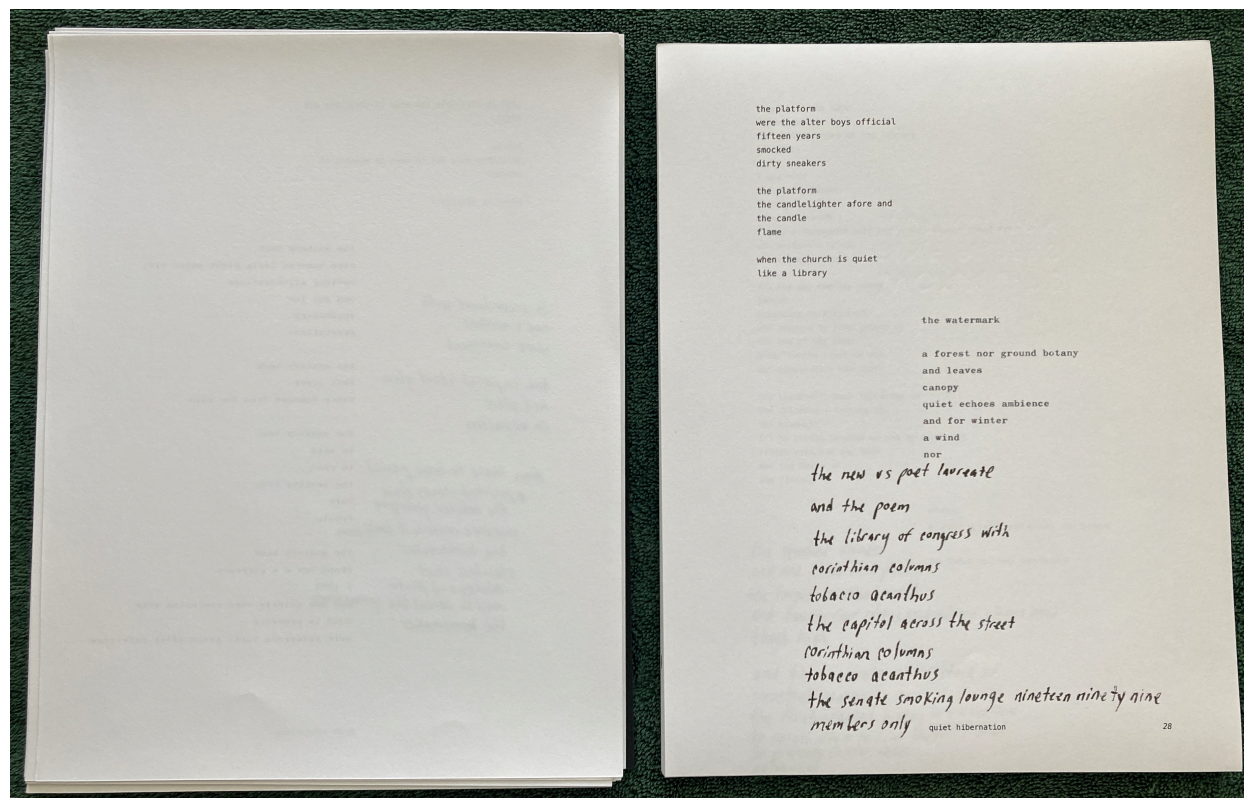 the platform
were the alter boys official
fifteen years
smocked
dirty sneakers
the platform
the candlelighter afore and
the candle
flame
when the church is quiet
like a library
the watermark
a forest nor ground botany
and leaves
canopy
quiet echoes ambience
and for winter
a wind
nor
the new vs poet laureate
and the poem
the library of congress with
corinthian columns
tobacco acanthus
the capitol across the street
corinthian columns
tobacco acanthus
the senate smoking lounge nineteen ninety nine
members only
quiet hibernation
28